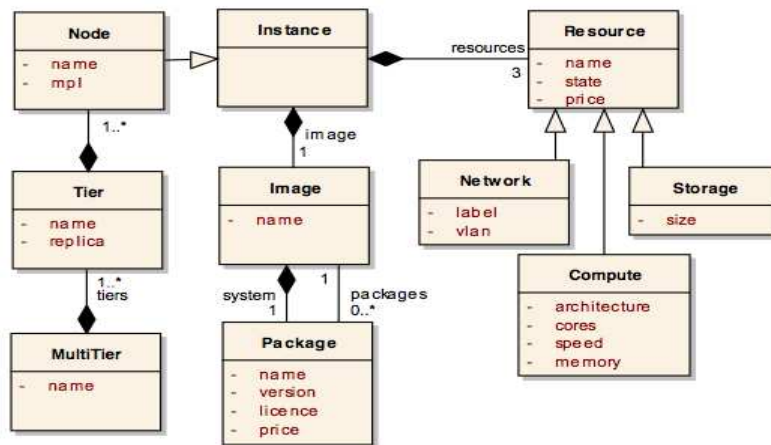 Node
- name
- mpl
Instance
Resource
- name
- state
- price
resources
3
1..*
image
1
Tier
- name
- replica
Image
- name
Network
- label
- vlan
Storage
- size
1..*
tiers
system
1
1
packages
0..*
Compute
- architecture
- cores
- speed
- memory
MultiTier
- name
Package
- name
- version
- licence
- price